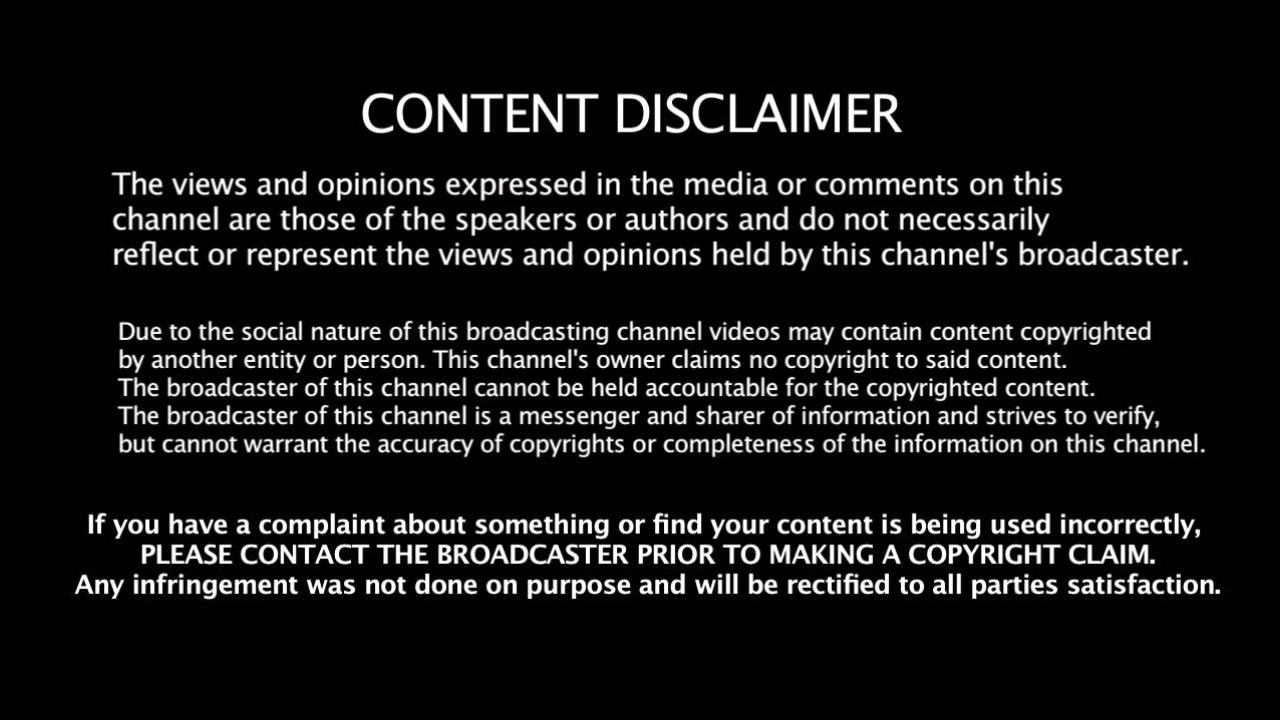 CONTENT DISCLAIMER
The views and opinions expressed in the media or comments on this
channel are those of the speakers or authors and do not necessarily
reflect or represent the views and opinions held by this channel's broadcaster.
Due to the social nature of this broadcasting channel videos may contain content copyrighted
by another entity or person. This channel's owner claims no copyright to said content.
The broadcaster of this channel cannot be held accountable for the copyrighted content.
The broadcaster of this channel is a messenger and sharer of information and strives to verify,
but cannot warrant the accuracy of copyrights or completeness of the information on this channel.
If you have a complaint about something or find your content is being used incorrectly,
PLEASE CONTACT THE BROADCASTER PRIOR TO MAKING A COPYRIGHT CLAIM.
Any infringement was not done on purpose and will be rectified to all parties satisfaction.